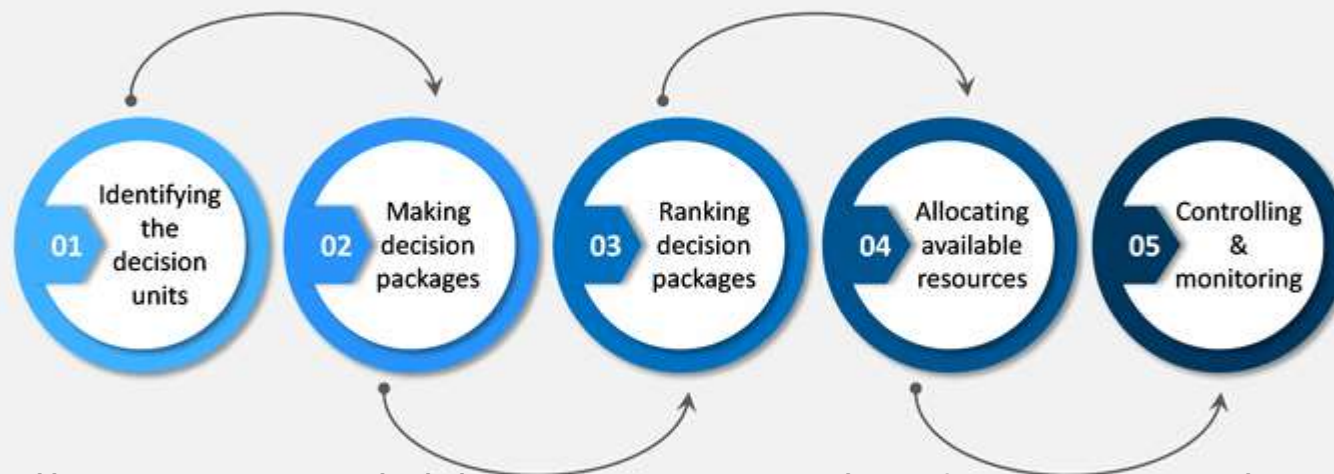 01
Identifying
the
decision
units
02
Making
decision
packages
03
Ranking
decision
packages
04
Allocating
available
resources
05
Controlling
&
monitoring